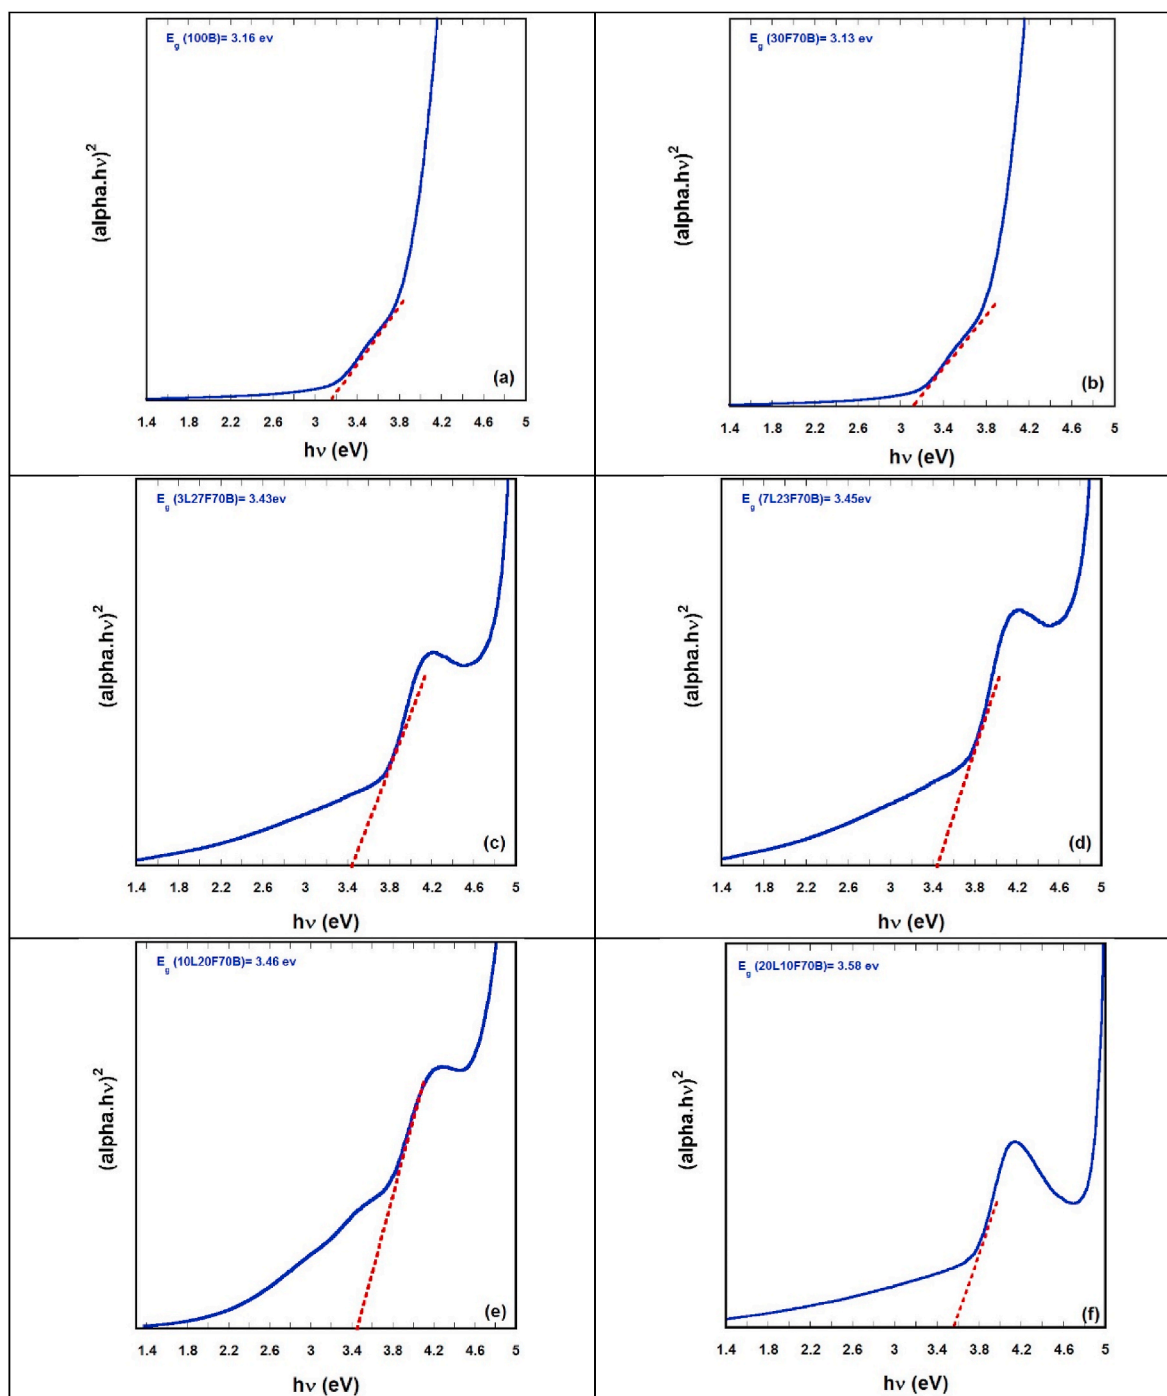 E_g (100B)= 3.16 ev
(alpha.hν)^2
(a)
1.4 1.8 2.2 2.6 3 3.4 3.8 4.2 4.6 5
hν (eV)
E_g (30F70B)= 3.13 ev
(alpha.hν)^2
(b)
1.4 1.8 2.2 2.6 3 3.4 3.8 4.2 4.6 5
hν (eV)
E_g (3L27F70B)= 3.43ev
(alpha.hν)^2
(c)
1.4 1.8 2.2 2.6 3 3.4 3.8 4.2 4.6 5
hν (eV)
E_g (7L23F70B)= 3.45ev
(alpha.hν)^2
(d)
1.4 1.8 2.2 2.6 3 3.4 3.8 4.2 4.6 5
hν (eV)
E_g (10L20F70B)= 3.46 ev
(alpha.hν)^2
(e)
1.4 1.8 2.2 2.6 3 3.4 3.8 4.2 4.6 5
hν (eV)
E_g (20L10F70B)= 3.58 ev
(alpha.hν)^2
(f)
1.4 1.8 2.2 2.6 3 3.4 3.8 4.2 4.6 5
hν (eV)